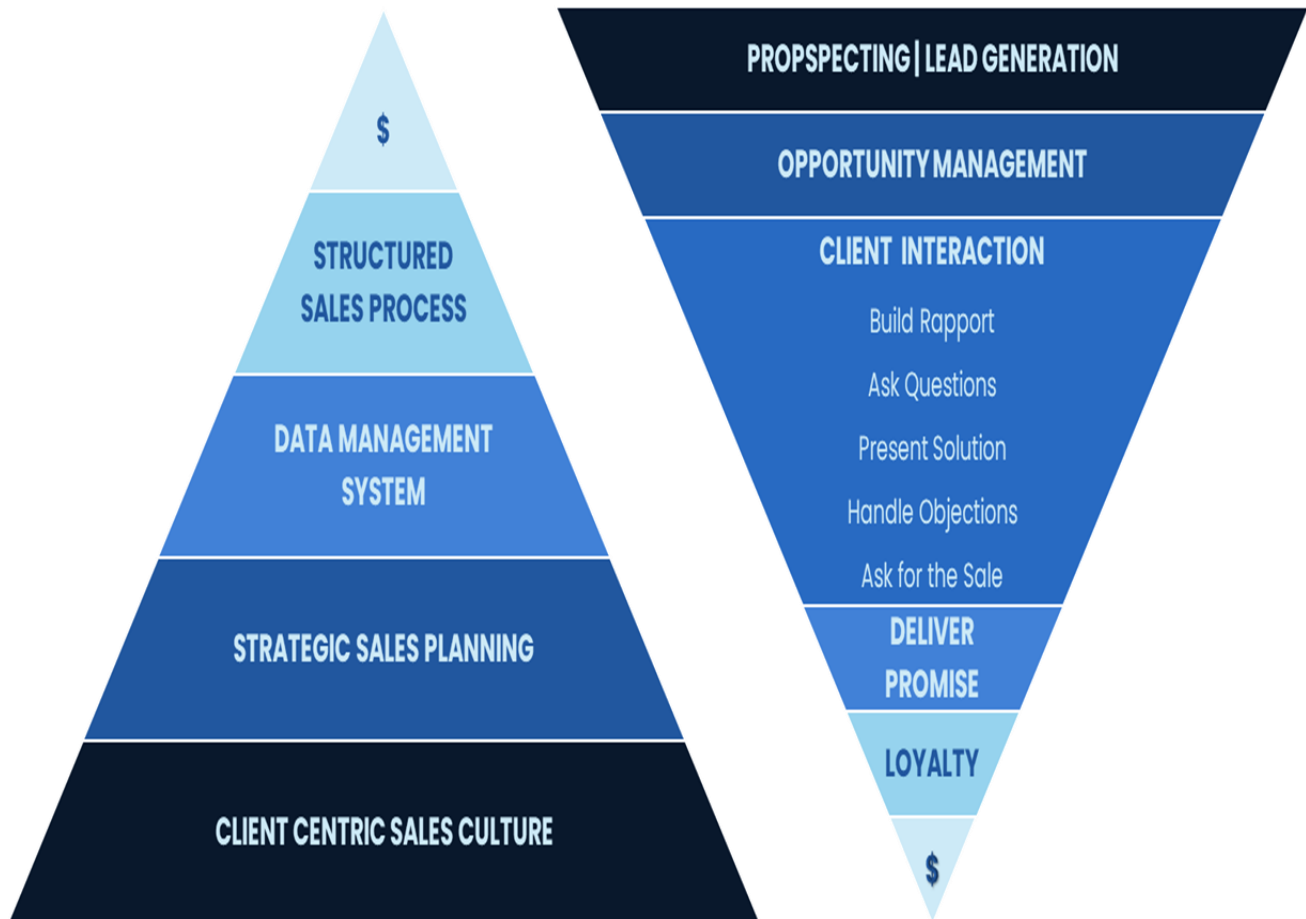 $
STRUCTURED
SALES PROCESS
DATA MANAGEMENT
SYSTEM
STRATEGIC SALES PLANNING
CLIENT CENTRIC SALES CULTURE
PROPSPECTING | LEAD GENERATION
OPPORTUNITY MANAGEMENT
CLIENT INTERACTION
Build Rapport
Ask Questions
Present Solution
Handle Objections
Ask for the Sale
DELIVER
PROMISE
LOYALTY
$